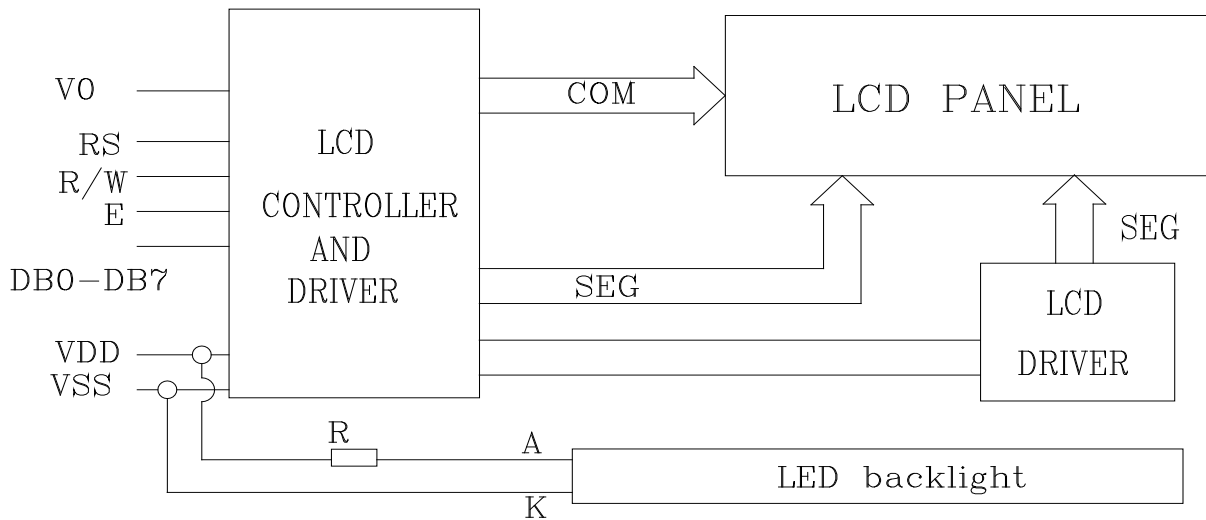 V0
RS
R/W
E
DB0-DB7
VDD
VSS
LCD
CONTROLLER
AND
DRIVER
COM
SEG
LCD PANEL
SEG
LCD
DRIVER
R
A
K
LED backlight